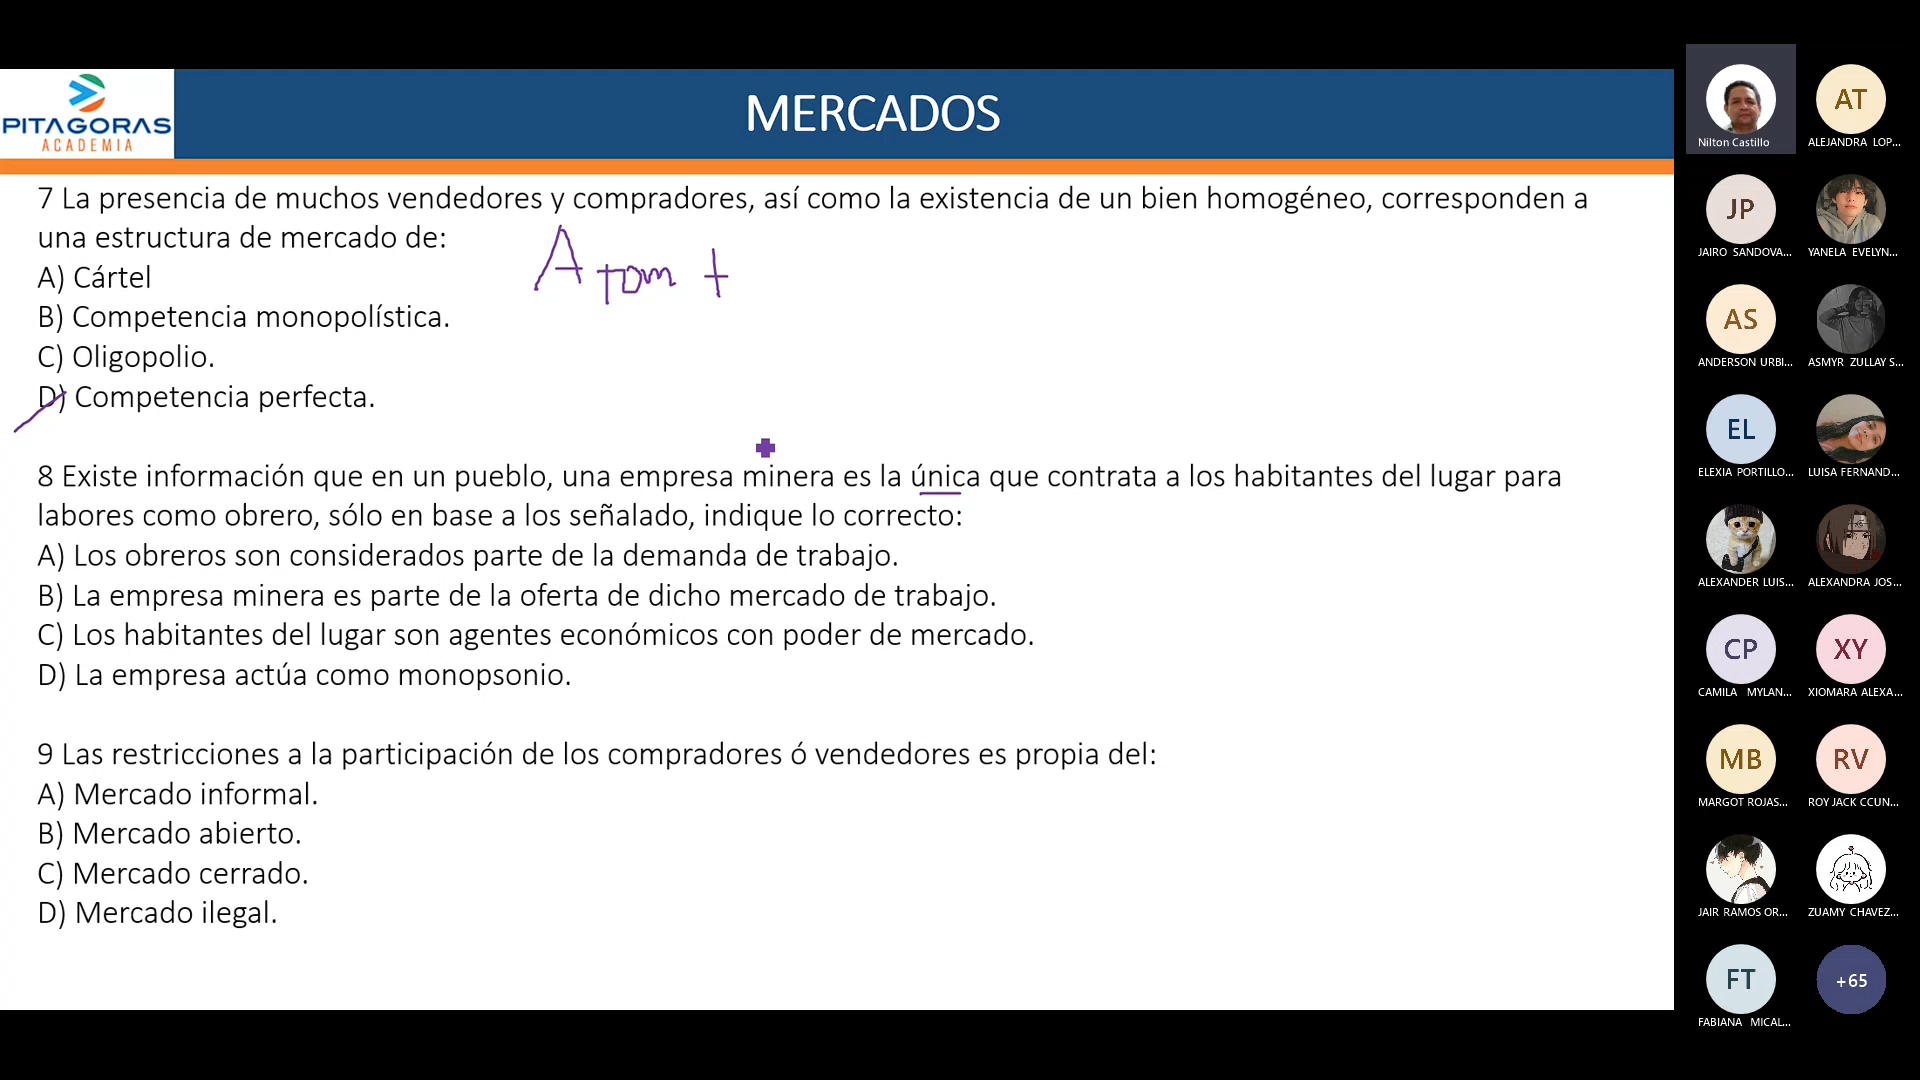 PITAGORAS
ACADEMIA
MERCADOS
7 La presencia de muchos vendedores y compradores, así como la existencia de un bien homogéneo, corresponden a
una estructura de mercado de:
A) Cártel
B) Competencia monopolística.
C) Oligopolio.
D) Competencia perfecta.
Atom +
8 Existe información que en un pueblo, una empresa minera es la única que contrata a los habitantes del lugar para
labores como obrero, sólo en base a los señalado, indique lo correcto:
A) Los obreros son considerados parte de la demanda de trabajo.
B) La empresa minera es parte de la oferta de dicho mercado de trabajo.
C) Los habitantes del lugar son agentes económicos con poder de mercado.
D) La empresa actúa como monopsonio.
9 Las restricciones a la participación de los compradores ó vendedores es propia del:
A) Mercado informal.
B) Mercado abierto.
C) Mercado cerrado.
D) Mercado ilegal.
Nilton Castillo
AT
ALEJANDRA LOP...
JP
JAIRO SANDOVA...
YANELA EVELYN...
AS
ANDERSON URBI...
ASMYR ZULLAY S...
EL
ELEXIA PORTILLO...
LUISA FERNAND...
ALEXANDER LUIS...
ALEXANDRA JOS...
CP
CAMILA MYLAN...
XY
XIOMARA ALEXA...
MB
MARGOT ROJAS...
RV
ROY JACK CCUN...
JAIR RAMOS OR...
ZUAMY CHAVEZ...
FT
FABIANA MICAL...
+65